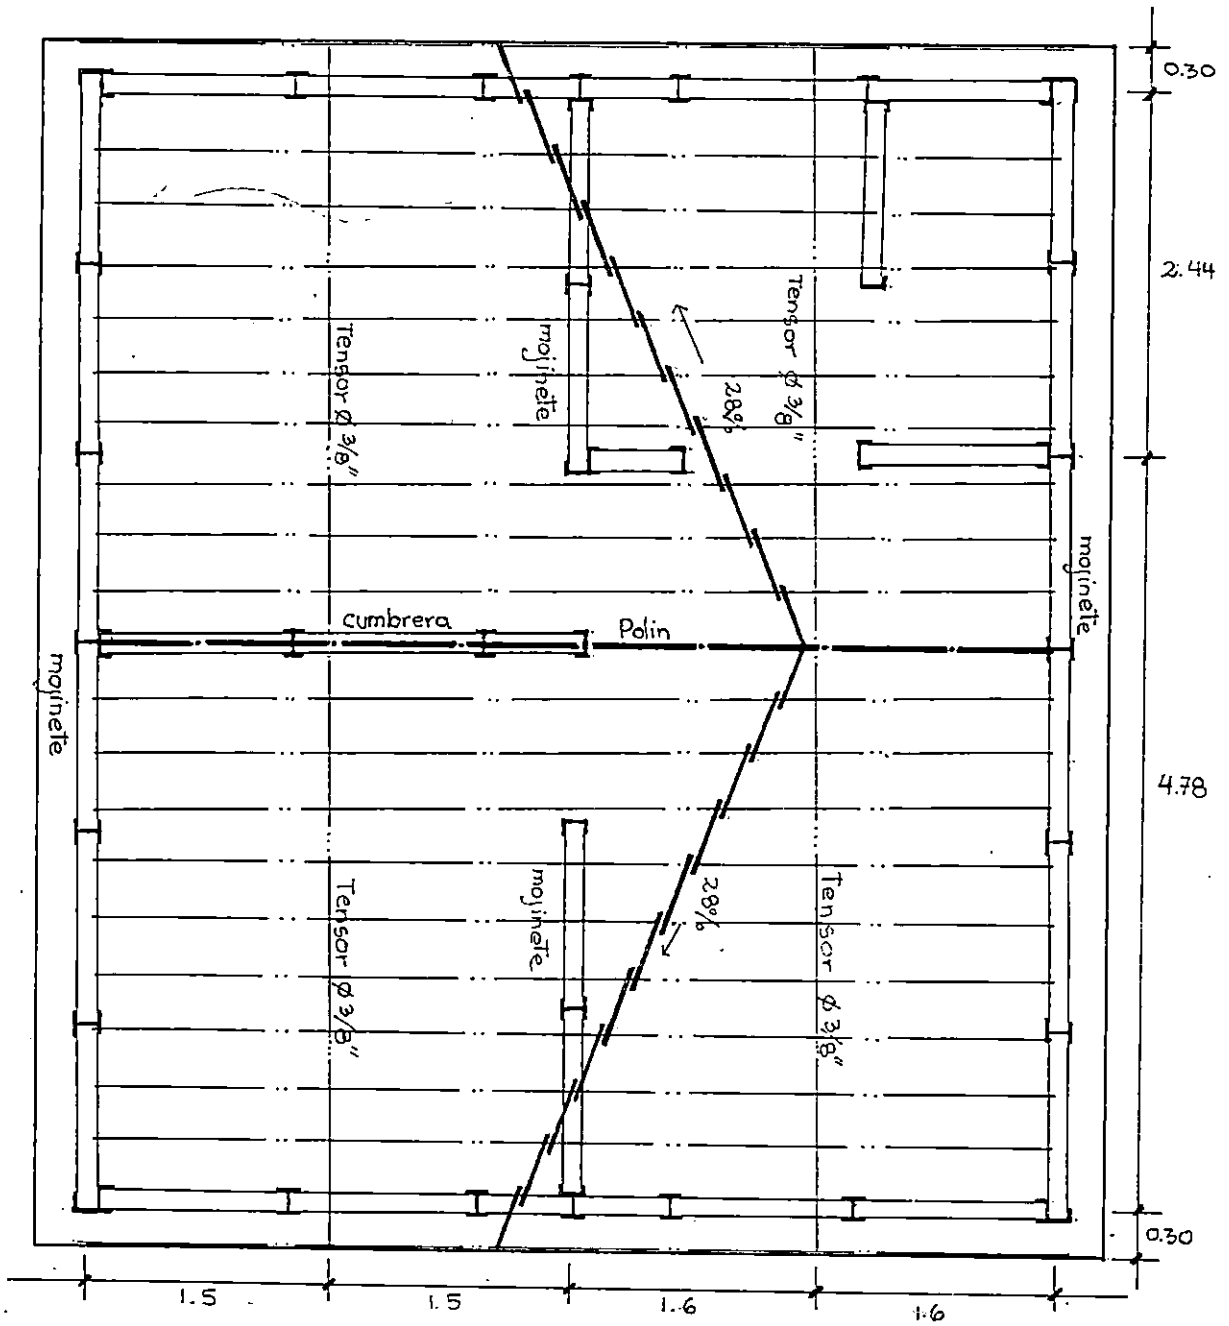 0.30
2.44
Tensor Ø 3/8"
mojinete
28%
Tensor Ø 3/8"
cumbrera
Polin
mojinete
mojinete
4.78
Tensor Ø 3/8"
mojinete
28%
Tensor Ø 3/8"
0.30
1.5
1.5
1.6
1.6